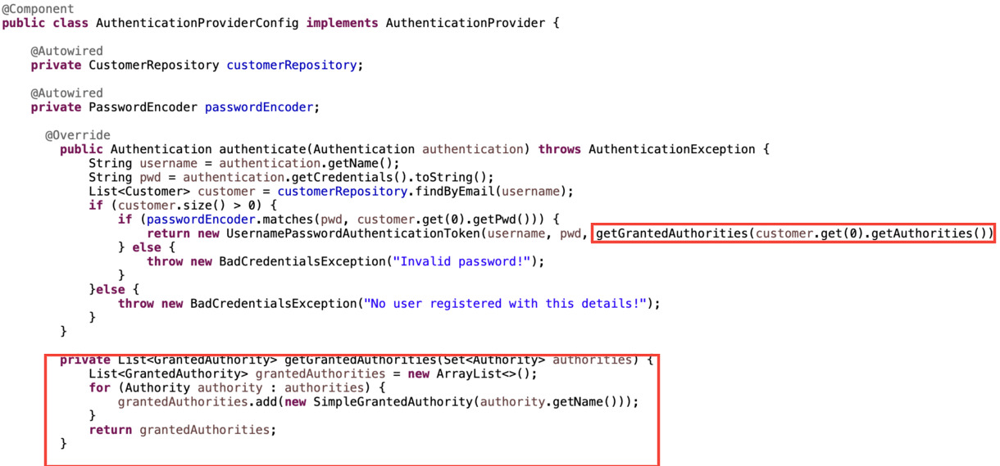 @Component
public class AuthenticationProviderConfig implements AuthenticationProvider {
@Autowired
private CustomerRepository customerRepository;
@Autowired
private PasswordEncoder passwordEncoder;
@Override
public Authentication authenticate(Authentication authentication) throws AuthenticationException {
String username = authentication.getName();
String pwd = authentication.getCredentials().toString();
List<Customer> customer = customerRepository.findByEmail(username);
if (customer.size() > 0) {
if (passwordEncoder.matches(pwd, customer.get(0).getPwd())) {
return new UsernamePasswordAuthenticationToken(username, pwd, getGrantedAuthorities(customer.get(0).getAuthorities())
} else {
throw new BadCredentialsException("Invalid password!");
}
}else {
throw new BadCredentialsException("No user registered with this details!");
}
}
private List<GrantedAuthority> getGrantedAuthorities(Set<Authority> authorities) {
List<GrantedAuthority> grantedAuthorities = new ArrayList<>();
for (Authority authority : authorities) {
grantedAuthorities.add(new SimpleGrantedAuthority(authority.getName()));
}
return grantedAuthorities;
}